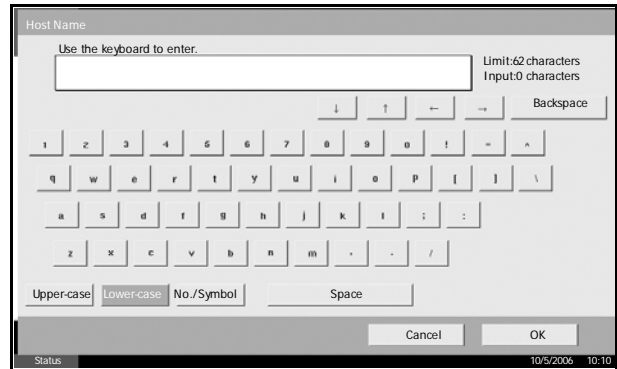 Host Name
Use the keyboard to enter.
Limit:62 characters
Input:0 characters
↓ ↑ ← → Backspace
1 2 3 4 5 6 7 8 9 0 ! - ^
q w e r t y u i o p [ ] \
a s d f g h j k l ; :
z x c v b n m , . /
Upper-case Lower-case No./Symbol Space
Cancel OK
Status 10/5/2006 10:10